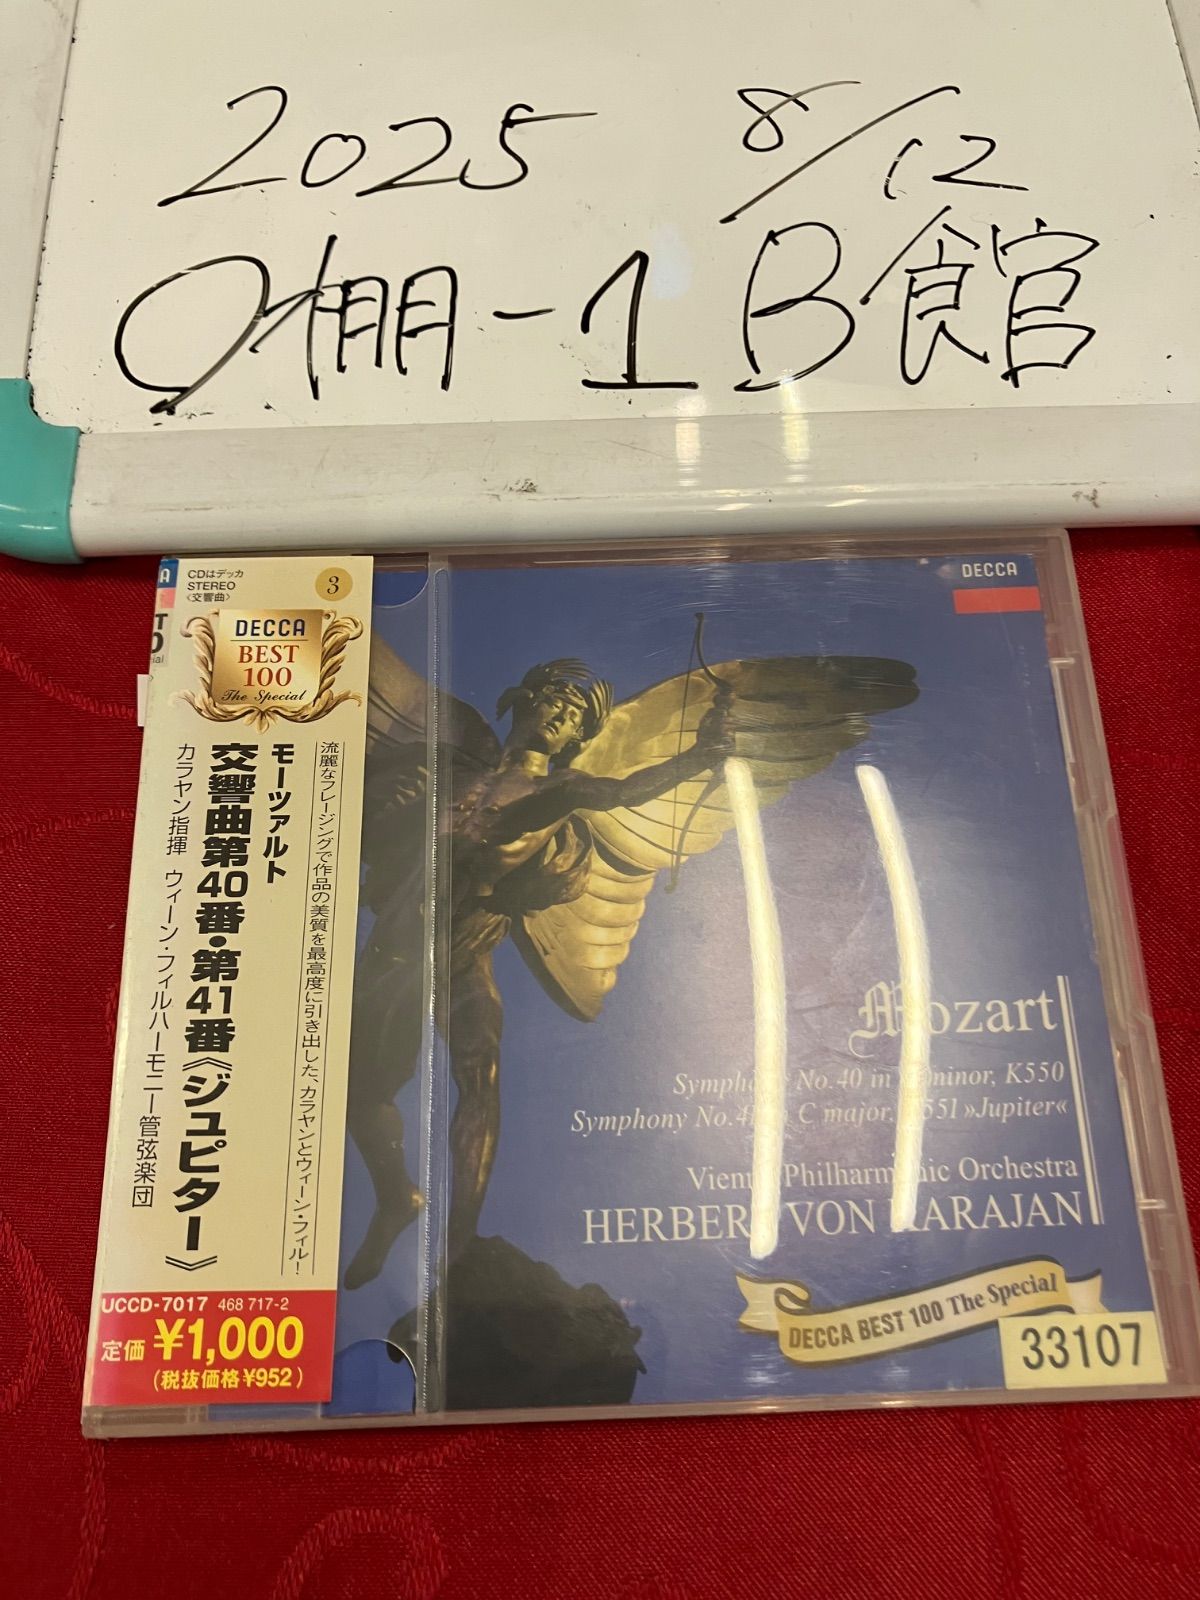 2025 8/12
Q棚-1 B館
CDはデッカ
STEREO
〈交響曲〉
3
DECCA
BEST
100
The Special
流麗なフレージングで作品の美質を最高度に引き出した、カラヤンとウィーン・フィル!
モーツァルト
交響曲第40番・第41番《ジュピター》
カラヤン指揮 ウィーン・フィルハーモニー管弦楽団
UCCD-7017 468 717-2
定価 ¥1,000
(税抜価格¥952)
DECCA
Mozart
Symphony No.40 in minor, K550
Symphony No.41 in C major, K551 »Jupiter«
Vienna Philharmonic Orchestra
HERBERT VON KARAJAN
DECCA BEST 100 The Special
33107